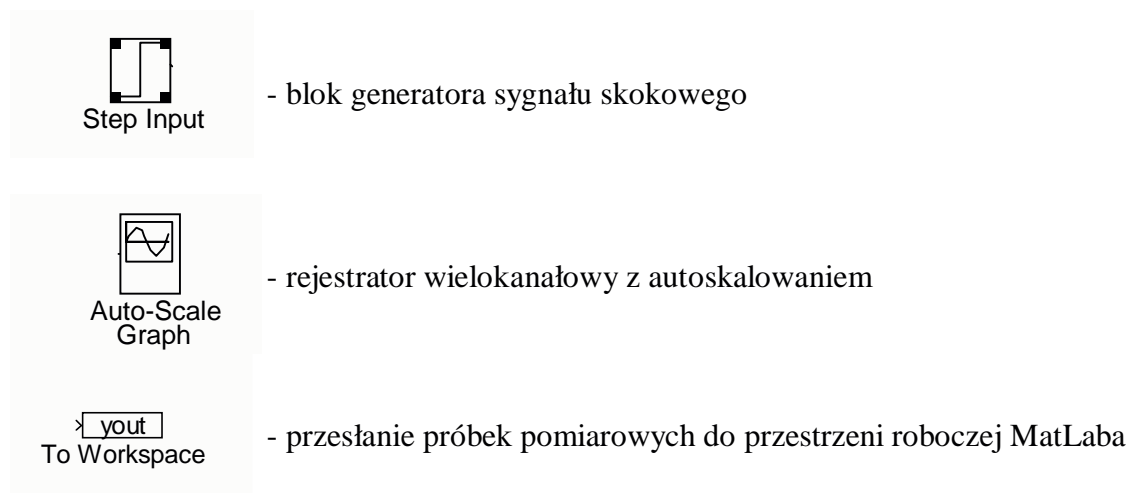 Step Input
- blok generatora sygnału skokowego
Auto-Scale
Graph
- rejestrator wielokanałowy z autoskalowaniem
yout
To Workspace
- przesłanie próbek pomiarowych do przestrzeni roboczej MatLaba